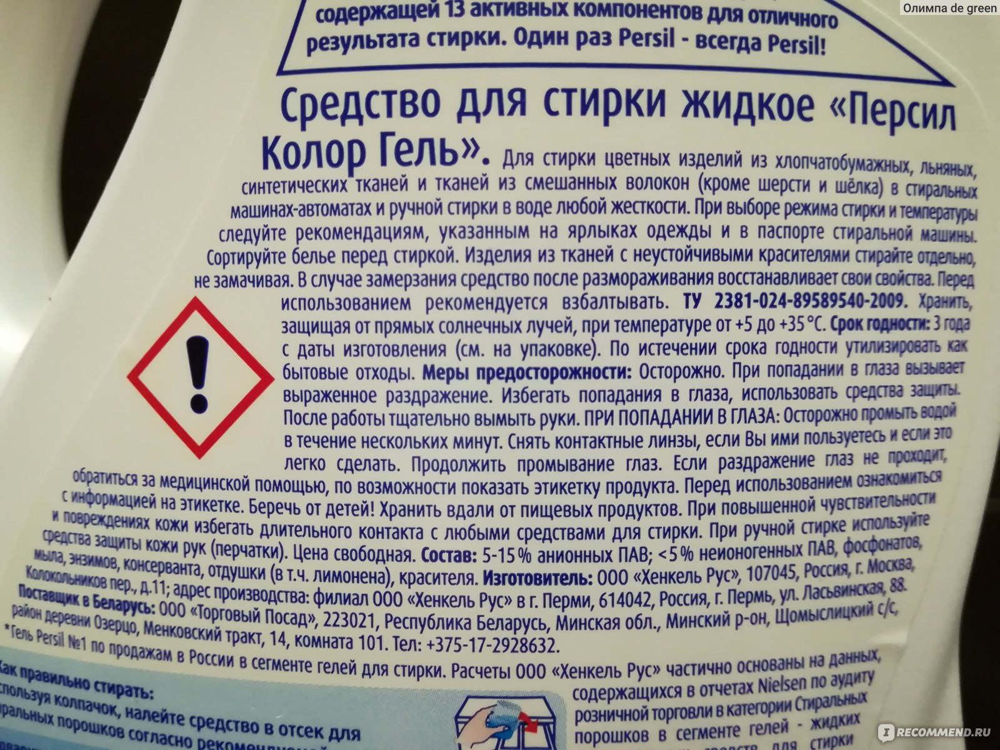 Олимпа de green
содержащей 13 активных компонентов для отличного
результата стирки. Один раз Persil - всегда Persil!
Средство для стирки жидкое «Персил
Колор Гель». Для стирки цветных изделий из хлопчатобумажных, льняных,
синтетических тканей и тканей из смешанных волокон (кроме шерсти и шёлка) в стиральных
машинах-автоматах и ручной стирки в воде любой жесткости. При выборе режима стирки и температуры
следуйте рекомендациям, указанным на ярлыках одежды и в паспорте стиральной машины.
Сортируйте белье перед стиркой. Изделия из тканей с неустойчивыми красителями стирайте отдельно,
не замачивая. В случае замерзания средство после размораживания восстанавливает свои свойства. Перед
использованием рекомендуется взбалтывать. ТУ 2381-024-89589540-2009. Хранить,
защищая от прямых солнечных лучей, при температуре от +5 до +35°С. Срок годности: 3 года
с даты изготовления (см. на упаковке). По истечении срока годности утилизировать как
бытовые отходы. Меры предосторожности: Осторожно. При попадании в глаза вызывает
выраженное раздражение. Избегать попадания в глаза, использовать средства защиты.
После работы тщательно вымыть руки. ПРИ ПОПАДАНИИ В ГЛАЗА: Осторожно промыть водой
в течение нескольких минут. Снять контактные линзы, если Вы ими пользуетесь и если это
легко сделать. Продолжить промывание глаз. Если раздражение глаз не проходит,
обратиться за медицинской помощью, по возможности показать этикетку продукта. Перед использованием ознакомиться
с информацией на этикетке. Беречь от детей! Хранить вдали от пищевых продуктов. При повышенной чувствительности
и повреждениях кожи избегать длительного контакта с любыми средствами для стирки. При ручной стирке используйте
средства защиты кожи рук (перчатки). Цена свободная. Состав: 5-15% анионных ПАВ; <5% неионогенных ПАВ, фосфонатов,
мыла, энзимов, консерванта, отдушки (в т.ч. лимонена), красителя. Изготовитель: ООО «Хенкель Рус», 107045, Россия, г. Москва,
Колокольников пер., д.11; адрес производства: филиал ООО «Хенкель Рус» в г. Перми, 614042, Россия, г. Пермь, ул. Ласьвинская, 88.
Поставщик в Беларусь: ООО «Торговый Посад», 223021, Республика Беларусь, Минская обл., Минский р-он, Щомыслицкий с/с,
район деревни Озерцо, Менковский тракт, 14, комната 101. Тел: +375-17-2928632.
*Гель Persil №1 по продажам в России в сегменте гелей для стирки. Расчеты ООО «Хенкель Рус» частично основаны на данных,
содержащихся в отчетах Nielsen по аудиту
розничной торговли в категории Стиральных
порошков в сегменте гелей - жидких
для стирки
Как правильно стирать:
используя колпачок, налейте средство в отсек для
стиральных порошков согласно рекомендуемой
IRECOMMEND.RU